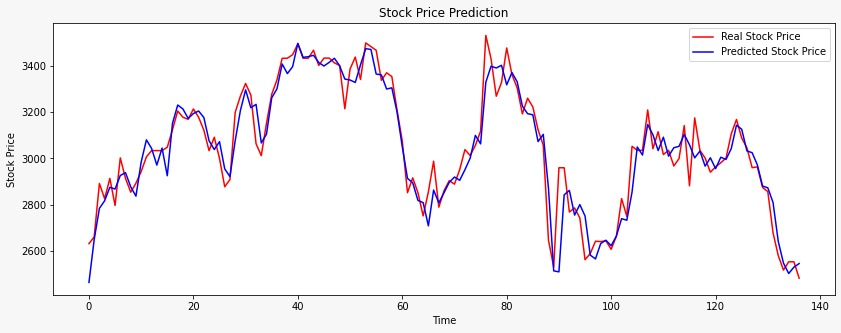 Stock Price Prediction
Real Stock Price
Predicted Stock Price
Stock Price
3400
3200
3000
2800
2600
0 20 40 60 80 100 120 140
Time